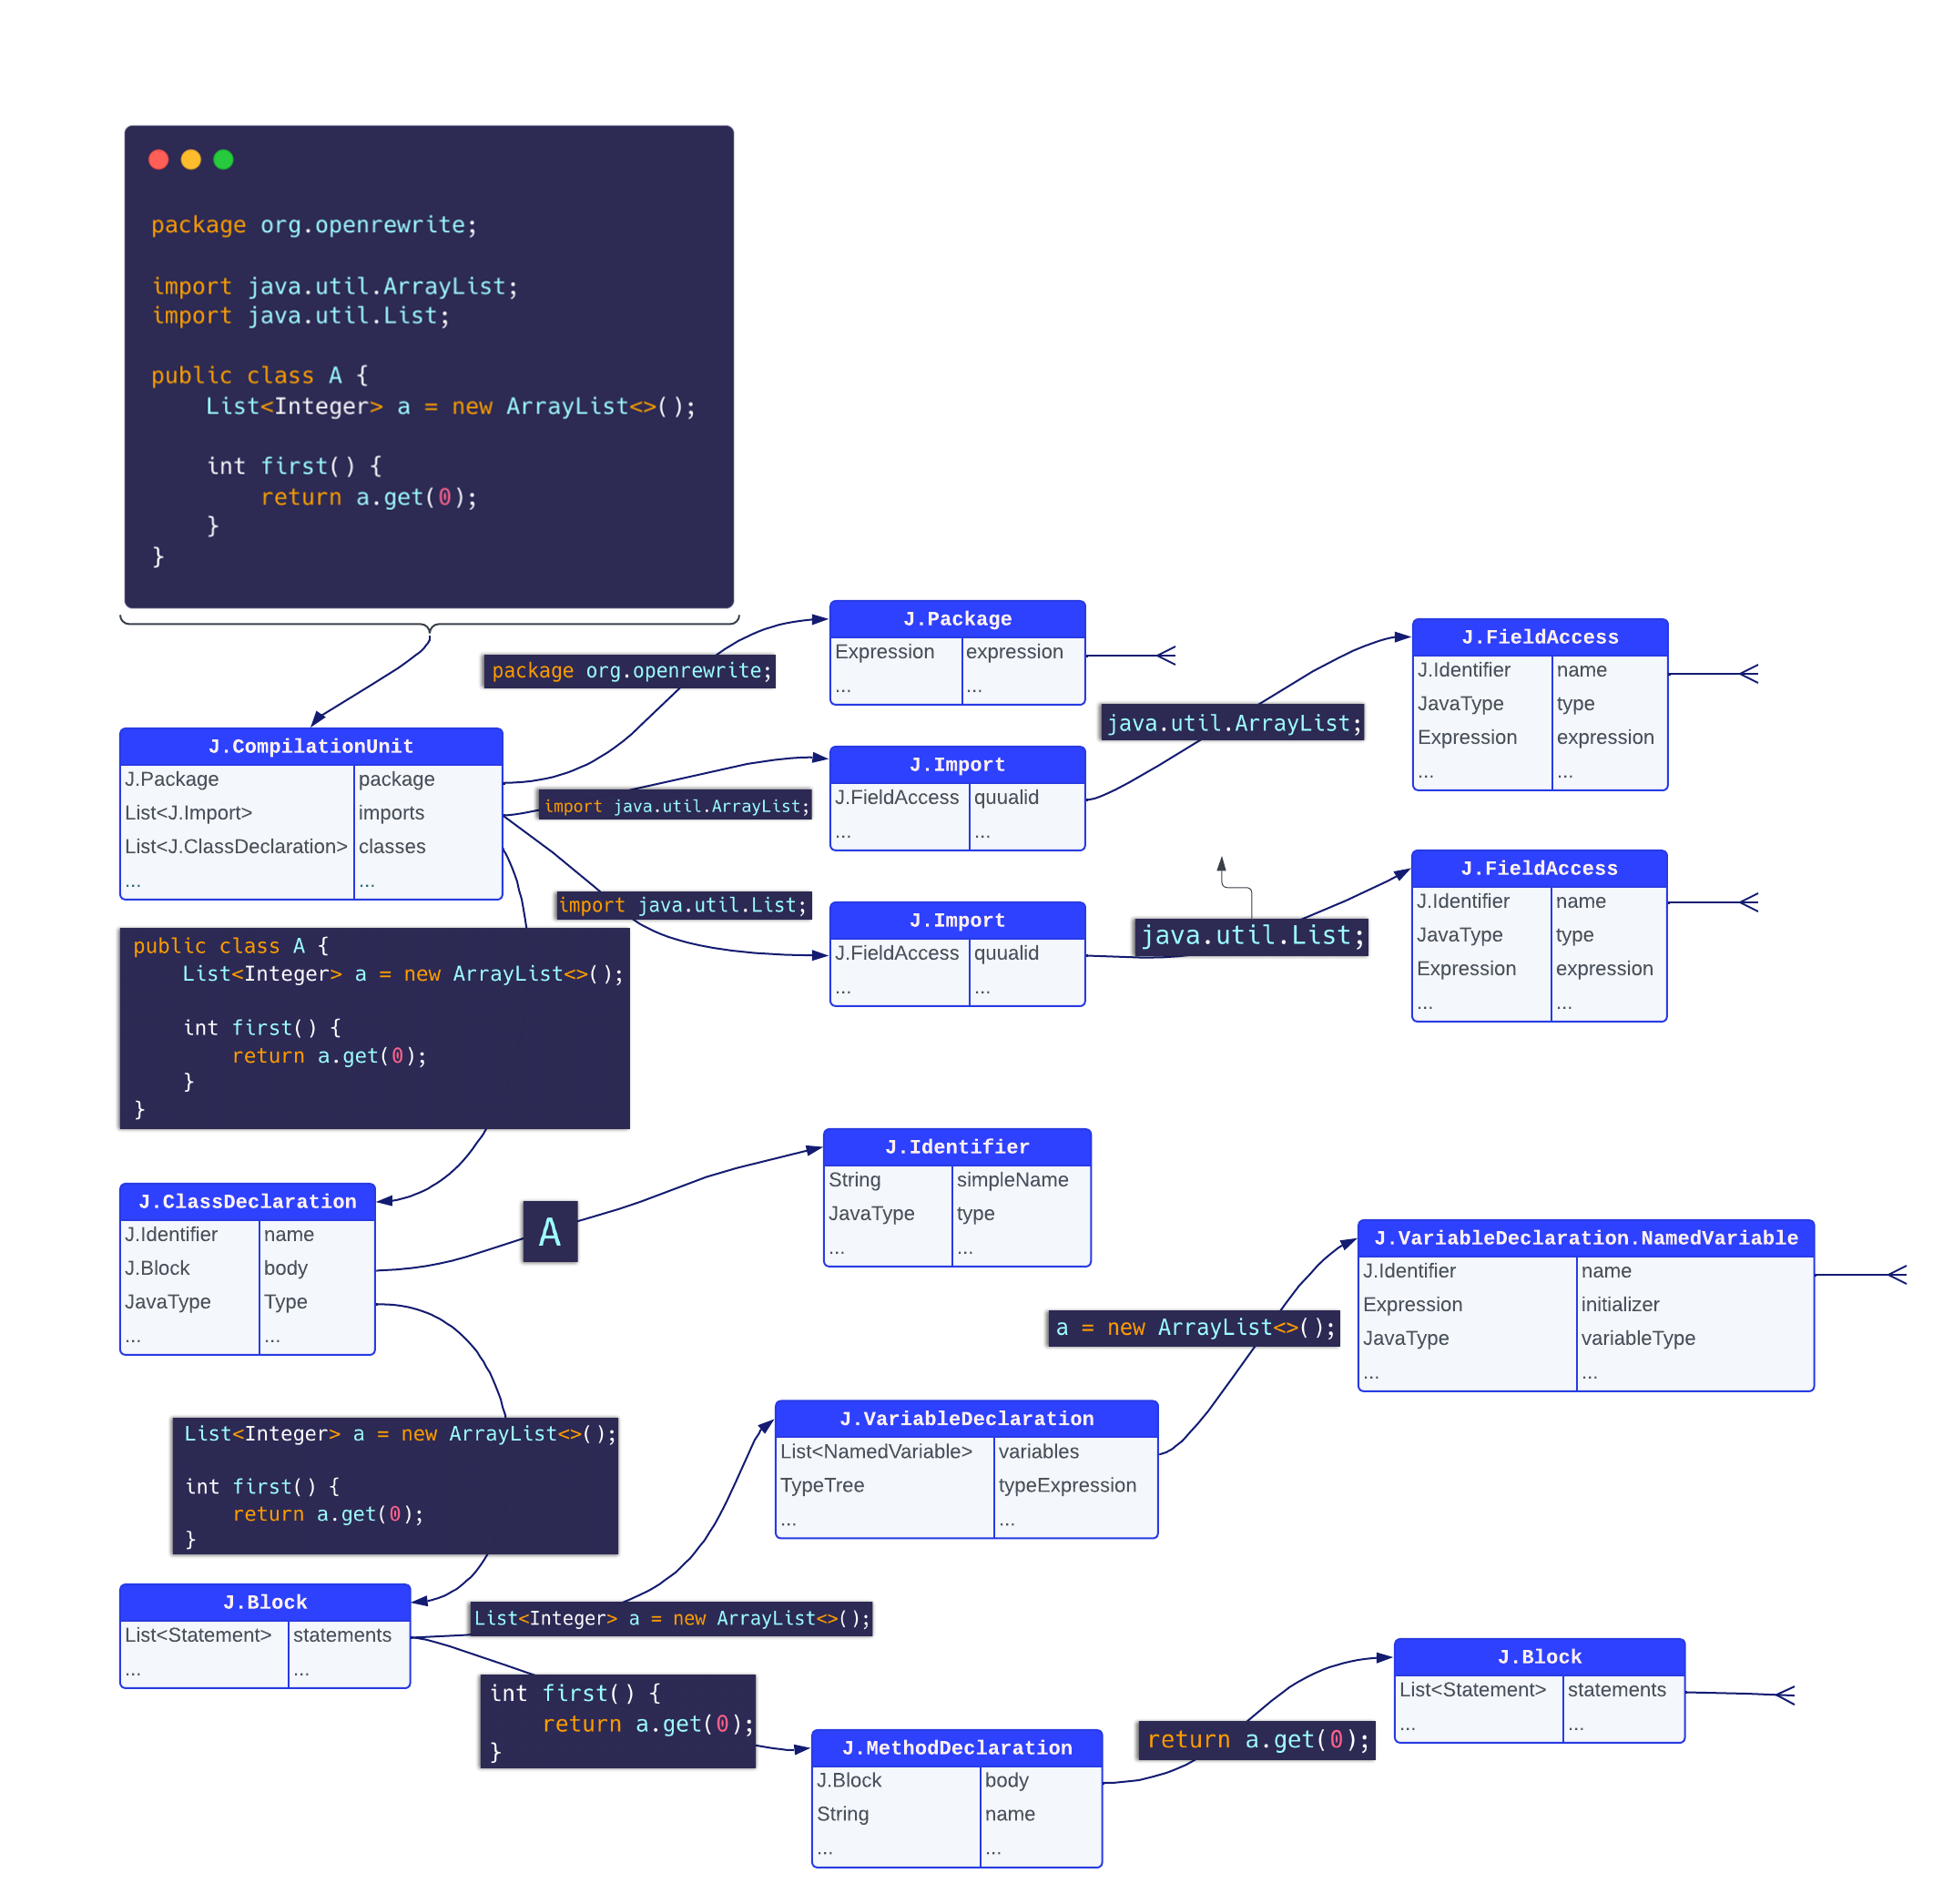 package org.openrewrite;
import java.util.ArrayList;
import java.util.List;
public class A {
    List<Integer> a = new ArrayList<>();
    int first() {
        return a.get(0);
    }
}
J.CompilationUnit
J.Package package
List<J.Import> imports
List<J.ClassDeclaration> classes
... ...
package org.openrewrite;
J.Package
Expression expression
... ...
import java.util.ArrayList;
J.Import
J.FieldAccess quualid
... ...
java.util.ArrayList;
J.FieldAccess
J.Identifier name
JavaType type
Expression expression
... ...
import java.util.List;
J.Import
J.FieldAccess quualid
... ...
java.util.List;
J.FieldAccess
J.Identifier name
JavaType type
Expression expression
... ...
public class A {
    List<Integer> a = new ArrayList<>();
    int first() {
        return a.get(0);
    }
}
J.ClassDeclaration
J.Identifier name
J.Block body
JavaType Type
... ...
A
J.Identifier
String simpleName
JavaType type
... ...
List<Integer> a = new ArrayList<>();
int first() {
    return a.get(0);
}
J.Block
List<Statement> statements
... ...
List<Integer> a = new ArrayList<>();
J.VariableDeclaration
List<NamedVariable> variables
TypeTree typeExpression
... ...
a = new ArrayList<>();
J.VariableDeclaration.NamedVariable
J.Identifier name
Expression initializer
JavaType variableType
... ...
int first() {
    return a.get(0);
}
J.MethodDeclaration
J.Block body
String name
... ...
return a.get(0);
J.Block
List<Statement> statements
... ...